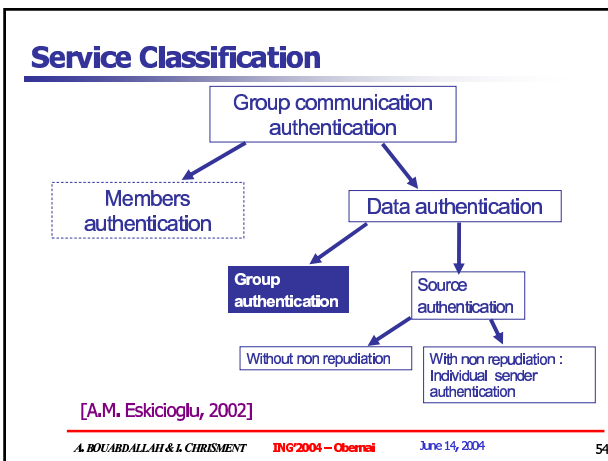 Service Classification
Group communication
authentication
Members
authentication
Data authentication
Group
authentication
Source
authentication
Without non repudiation
With non repudiation :
Individual sender
authentication
[A.M. Eskicioglu, 2002]
A. BOUABDALLAH & I. CHRISMENT ING'2004 – Obernai June 14, 2004 54